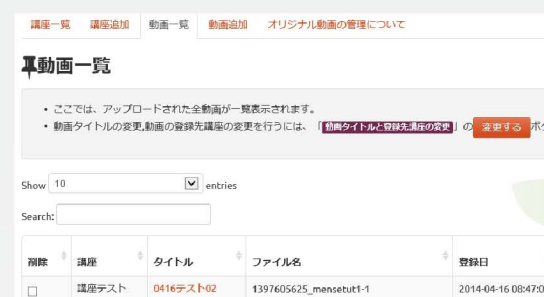 講座一覧 講座追加 動画一覧 動画追加 オリジナル動画の管理について
動画一覧
• ここでは、アップロードされた全動画が一覧表示されます。
• 動画タイトルの変更,動画の登録先講座の変更を行うには、「動画タイトルと登録先講座の変更」の 変更する ボタ
Show 10 entries
Search:
削除 講座 タイトル ファイル名 登録日
講座テスト 0416テスト02 1397605625_mensetut1-1 2014-04-16 08:47:0